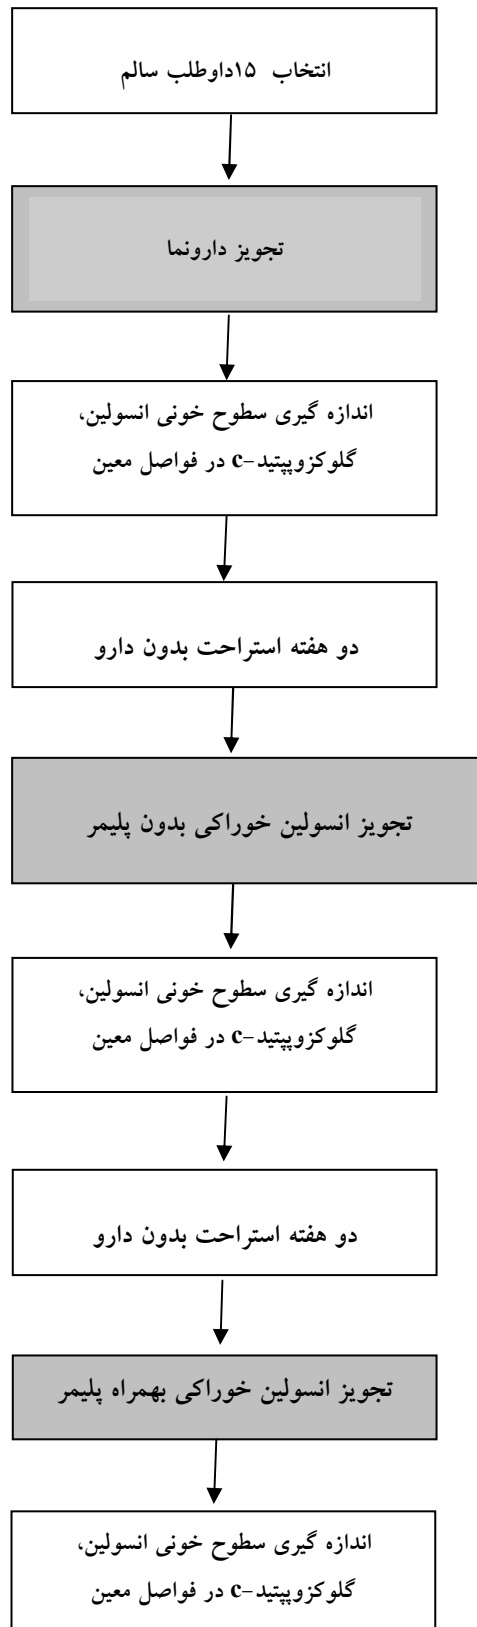 انتخاب ۱۵داوطلب سالم
تجویز دارونما
اندازه گیری سطوح خونی انسولین،
گلوکزوپپتید-c در فواصل معین
دو هفته استراحت بدون دارو
تجویز انسولین خوراکی بدون پلیمر
اندازه گیری سطوح خونی انسولین،
گلوکزوپپتید-c در فواصل معین
دو هفته استراحت بدون دارو
تجویز انسولین خوراکی بهمراه پلیمر
اندازه گیری سطوح خونی انسولین،
گلوکزوپپتید-c در فواصل معین